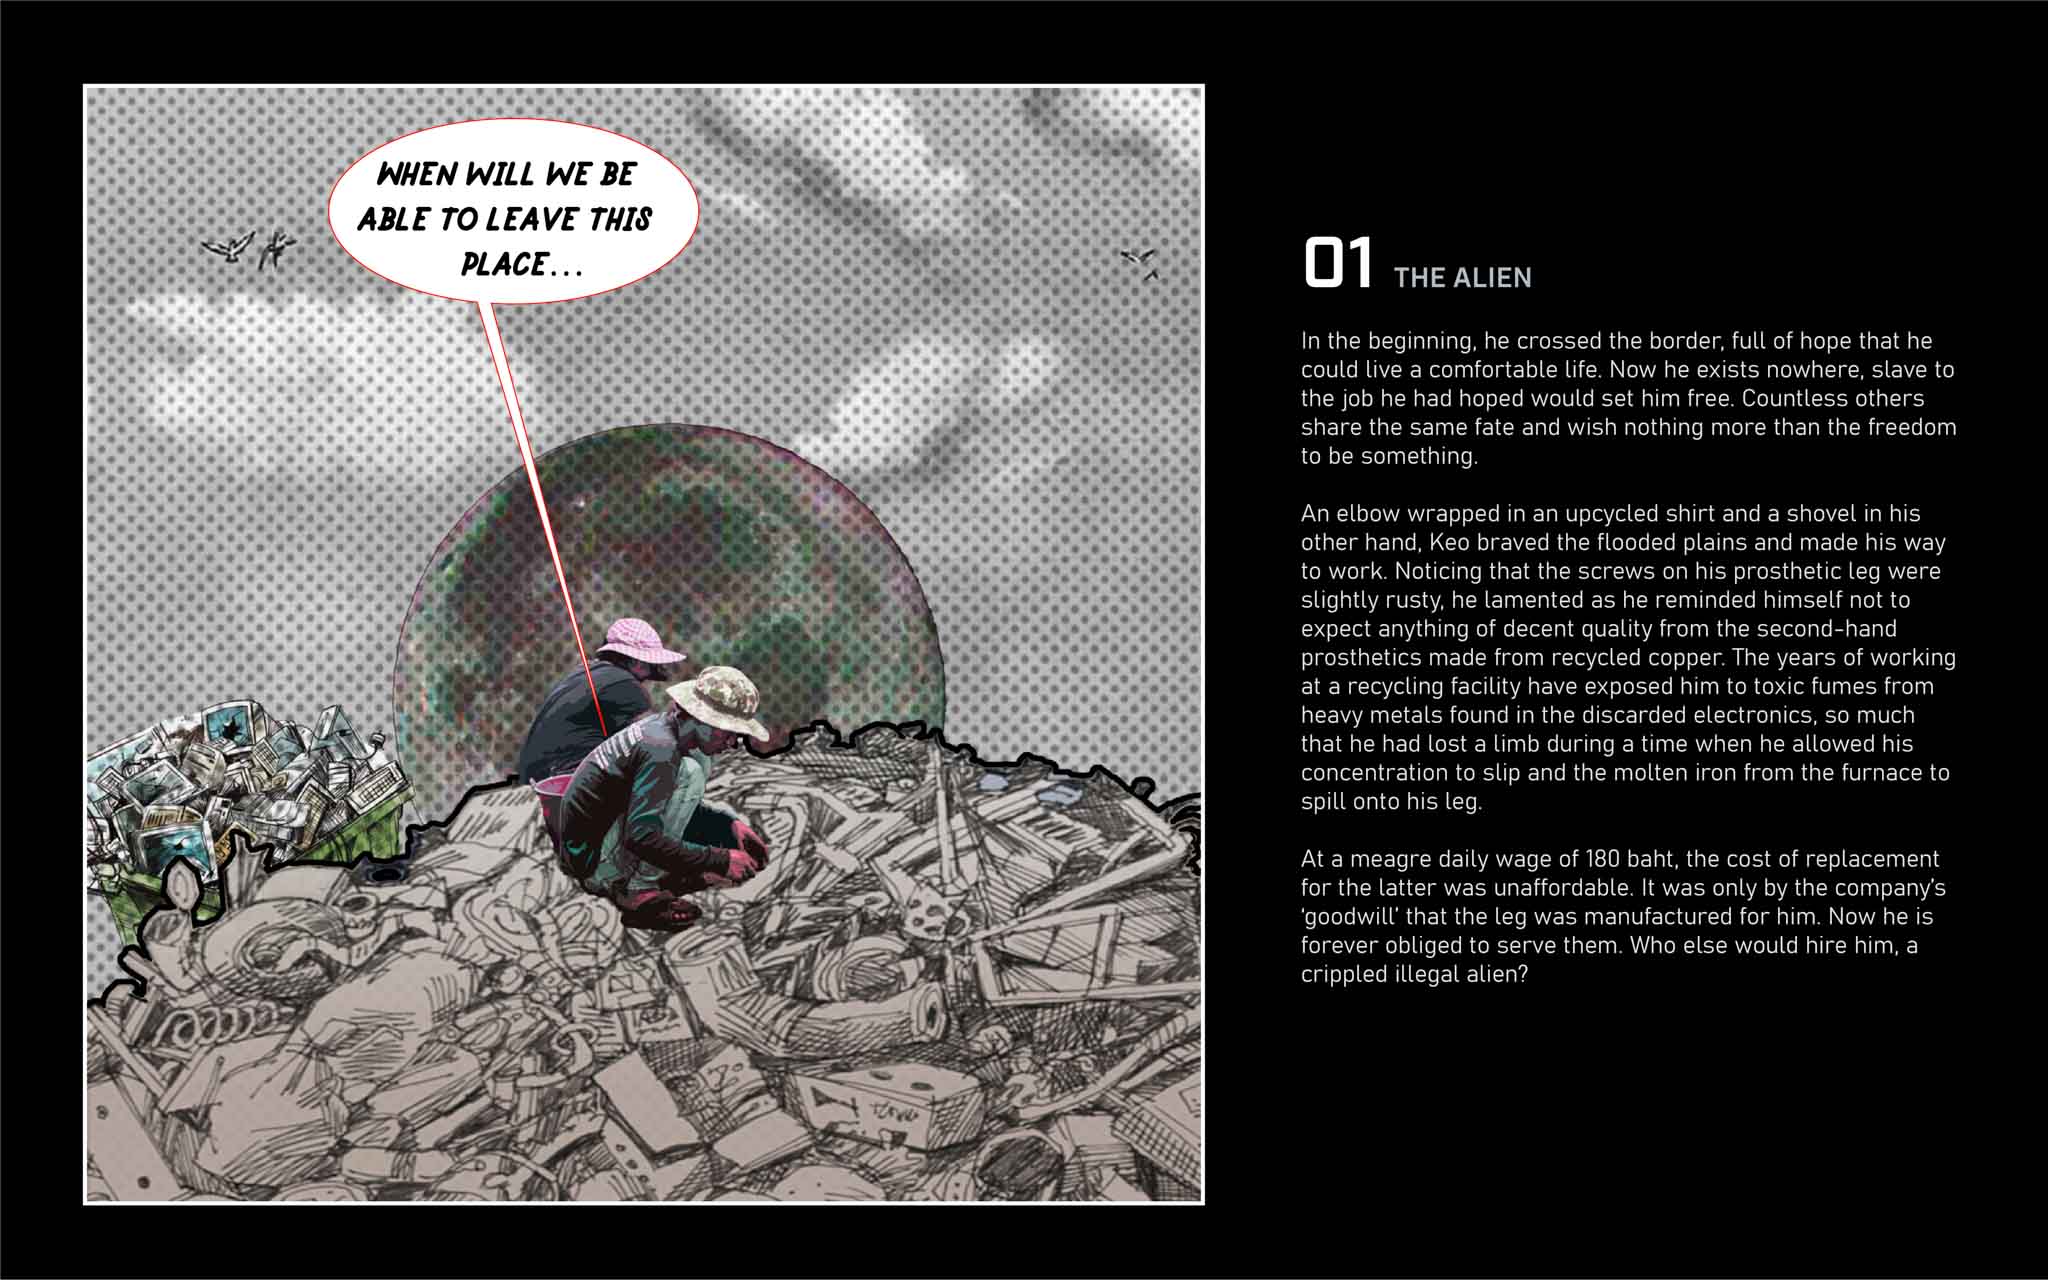 WHEN WILL WE BE
ABLE TO LEAVE THIS
PLACE...
01 THE ALIEN
In the beginning, he crossed the border, full of hope that he
could live a comfortable life. Now he exists nowhere, slave to
the job he had hoped would set him free. Countless others
share the same fate and wish nothing more than the freedom
to be something.
An elbow wrapped in an upcycled shirt and a shovel in his
other hand, Keo braved the flooded plains and made his way
to work. Noticing that the screws on his prosthetic leg were
slightly rusty, he lamented as he reminded himself not to
expect anything of decent quality from the second-hand
prosthetics made from recycled copper. The years of working
at a recycling facility have exposed him to toxic fumes from
heavy metals found in the discarded electronics, so much
that he had lost a limb during a time when he allowed his
concentration to slip and the molten iron from the furnace to
spill onto his leg.
At a meagre daily wage of 180 baht, the cost of replacement
for the latter was unaffordable. It was only by the company's
‘goodwill’ that the leg was manufactured for him. Now he is
forever obliged to serve them. Who else would hire him, a
crippled illegal alien?